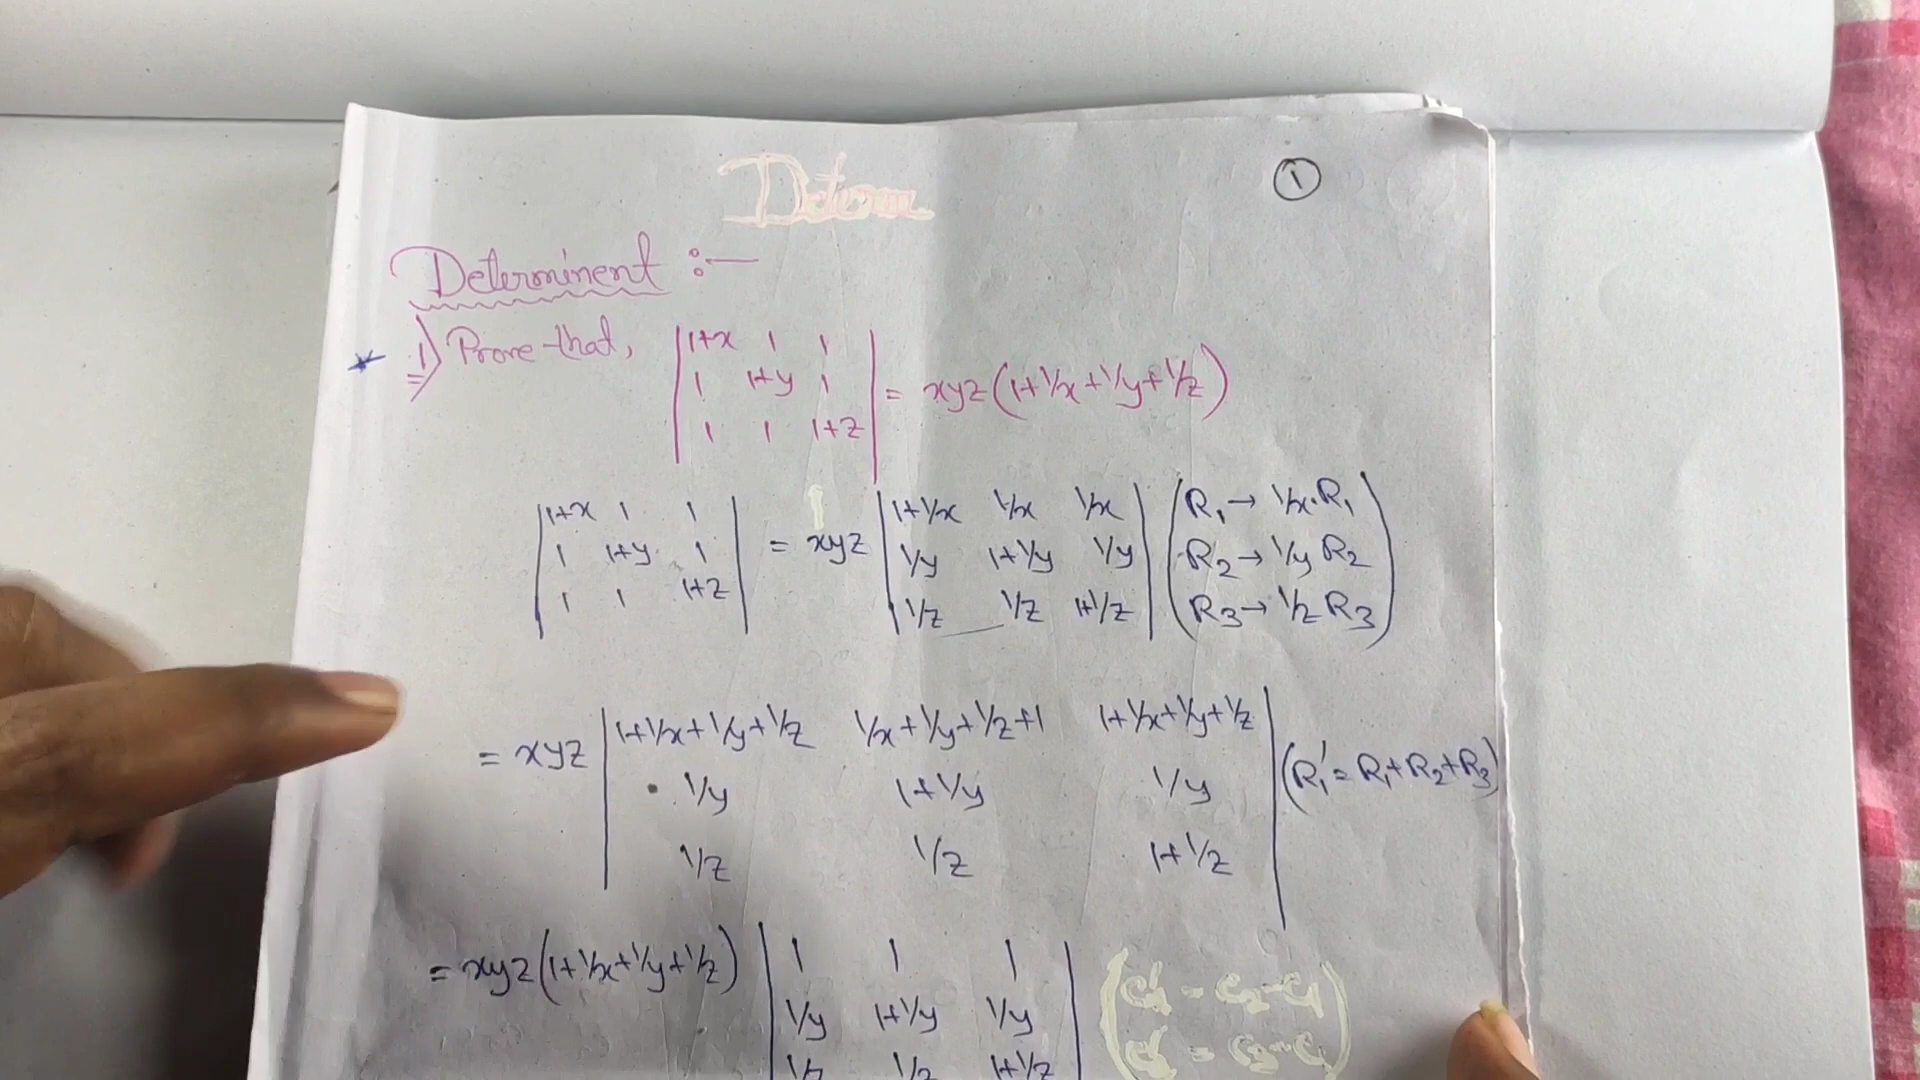 Determ
①
Determinent :—
* 1) Prove that, | 1+x 1 1 |
| 1 1+y 1 | = xyz(1+1/x+1/y+1/z)
| 1 1 1+z |
| 1+x 1 1 | | 1+1/x 1/x 1/x | (R₁→ 1/x.R₁
| 1 1+y 1 | = xyz | 1/y 1+1/y 1/y | R₂→ 1/y R₂
| 1 1 1+z | | 1/z 1/z 1+1/z | R₃→ 1/z R₃)
| 1+1/x+1/y+1/z 1/x+1/y+1/z+1 1+1/x+1/y+1/z |
= xyz | 1/y 1+1/y 1/y | (R₁'= R₁+R₂+R₃)
| 1/z 1/z 1+1/z |
= xyz(1+1/x+1/y+1/z) | 1 1 1 |
| 1/y 1+1/y 1/y |
| 1/z 1/z 1+1/z |